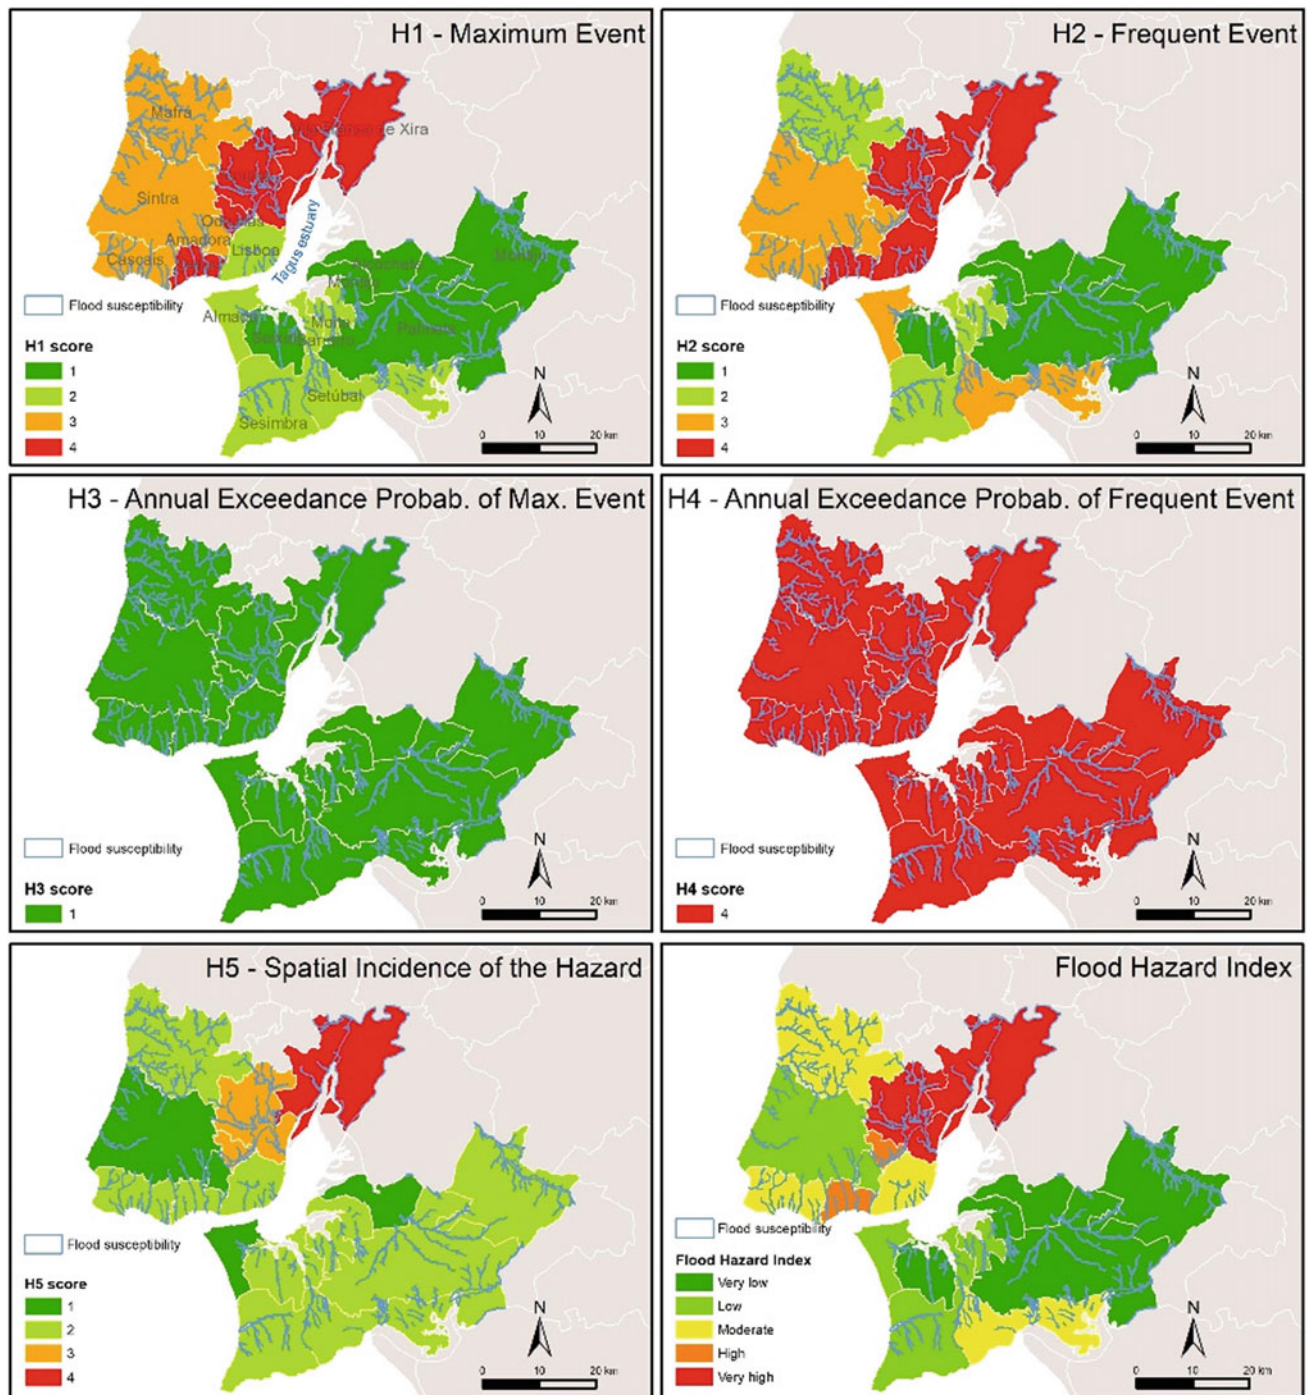 H1 - Maximum Event
Mafra
de Xira
Sintra
Amadora
Lisboa
Cascais
Tagus estuary
Almada
Moita
Palmela
Setúbal
Sesimbra
Flood susceptibility
H1 score
1
2
3
4
N
0 10 20 km
H2 - Frequent Event
Flood susceptibility
H2 score
1
2
3
4
N
0 10 20 km
H3 - Annual Exceedance Probab. of Max. Event
Flood susceptibility
H3 score
1
N
0 10 20 km
H4 - Annual Exceedance Probab. of Frequent Event
Flood susceptibility
H4 score
4
N
0 10 20 km
H5 - Spatial Incidence of the Hazard
Flood susceptibility
H5 score
1
2
3
4
N
0 10 20 km
Flood Hazard Index
Flood susceptibility
Flood Hazard Index
Very low
Low
Moderate
High
Very high
N
0 10 20 km